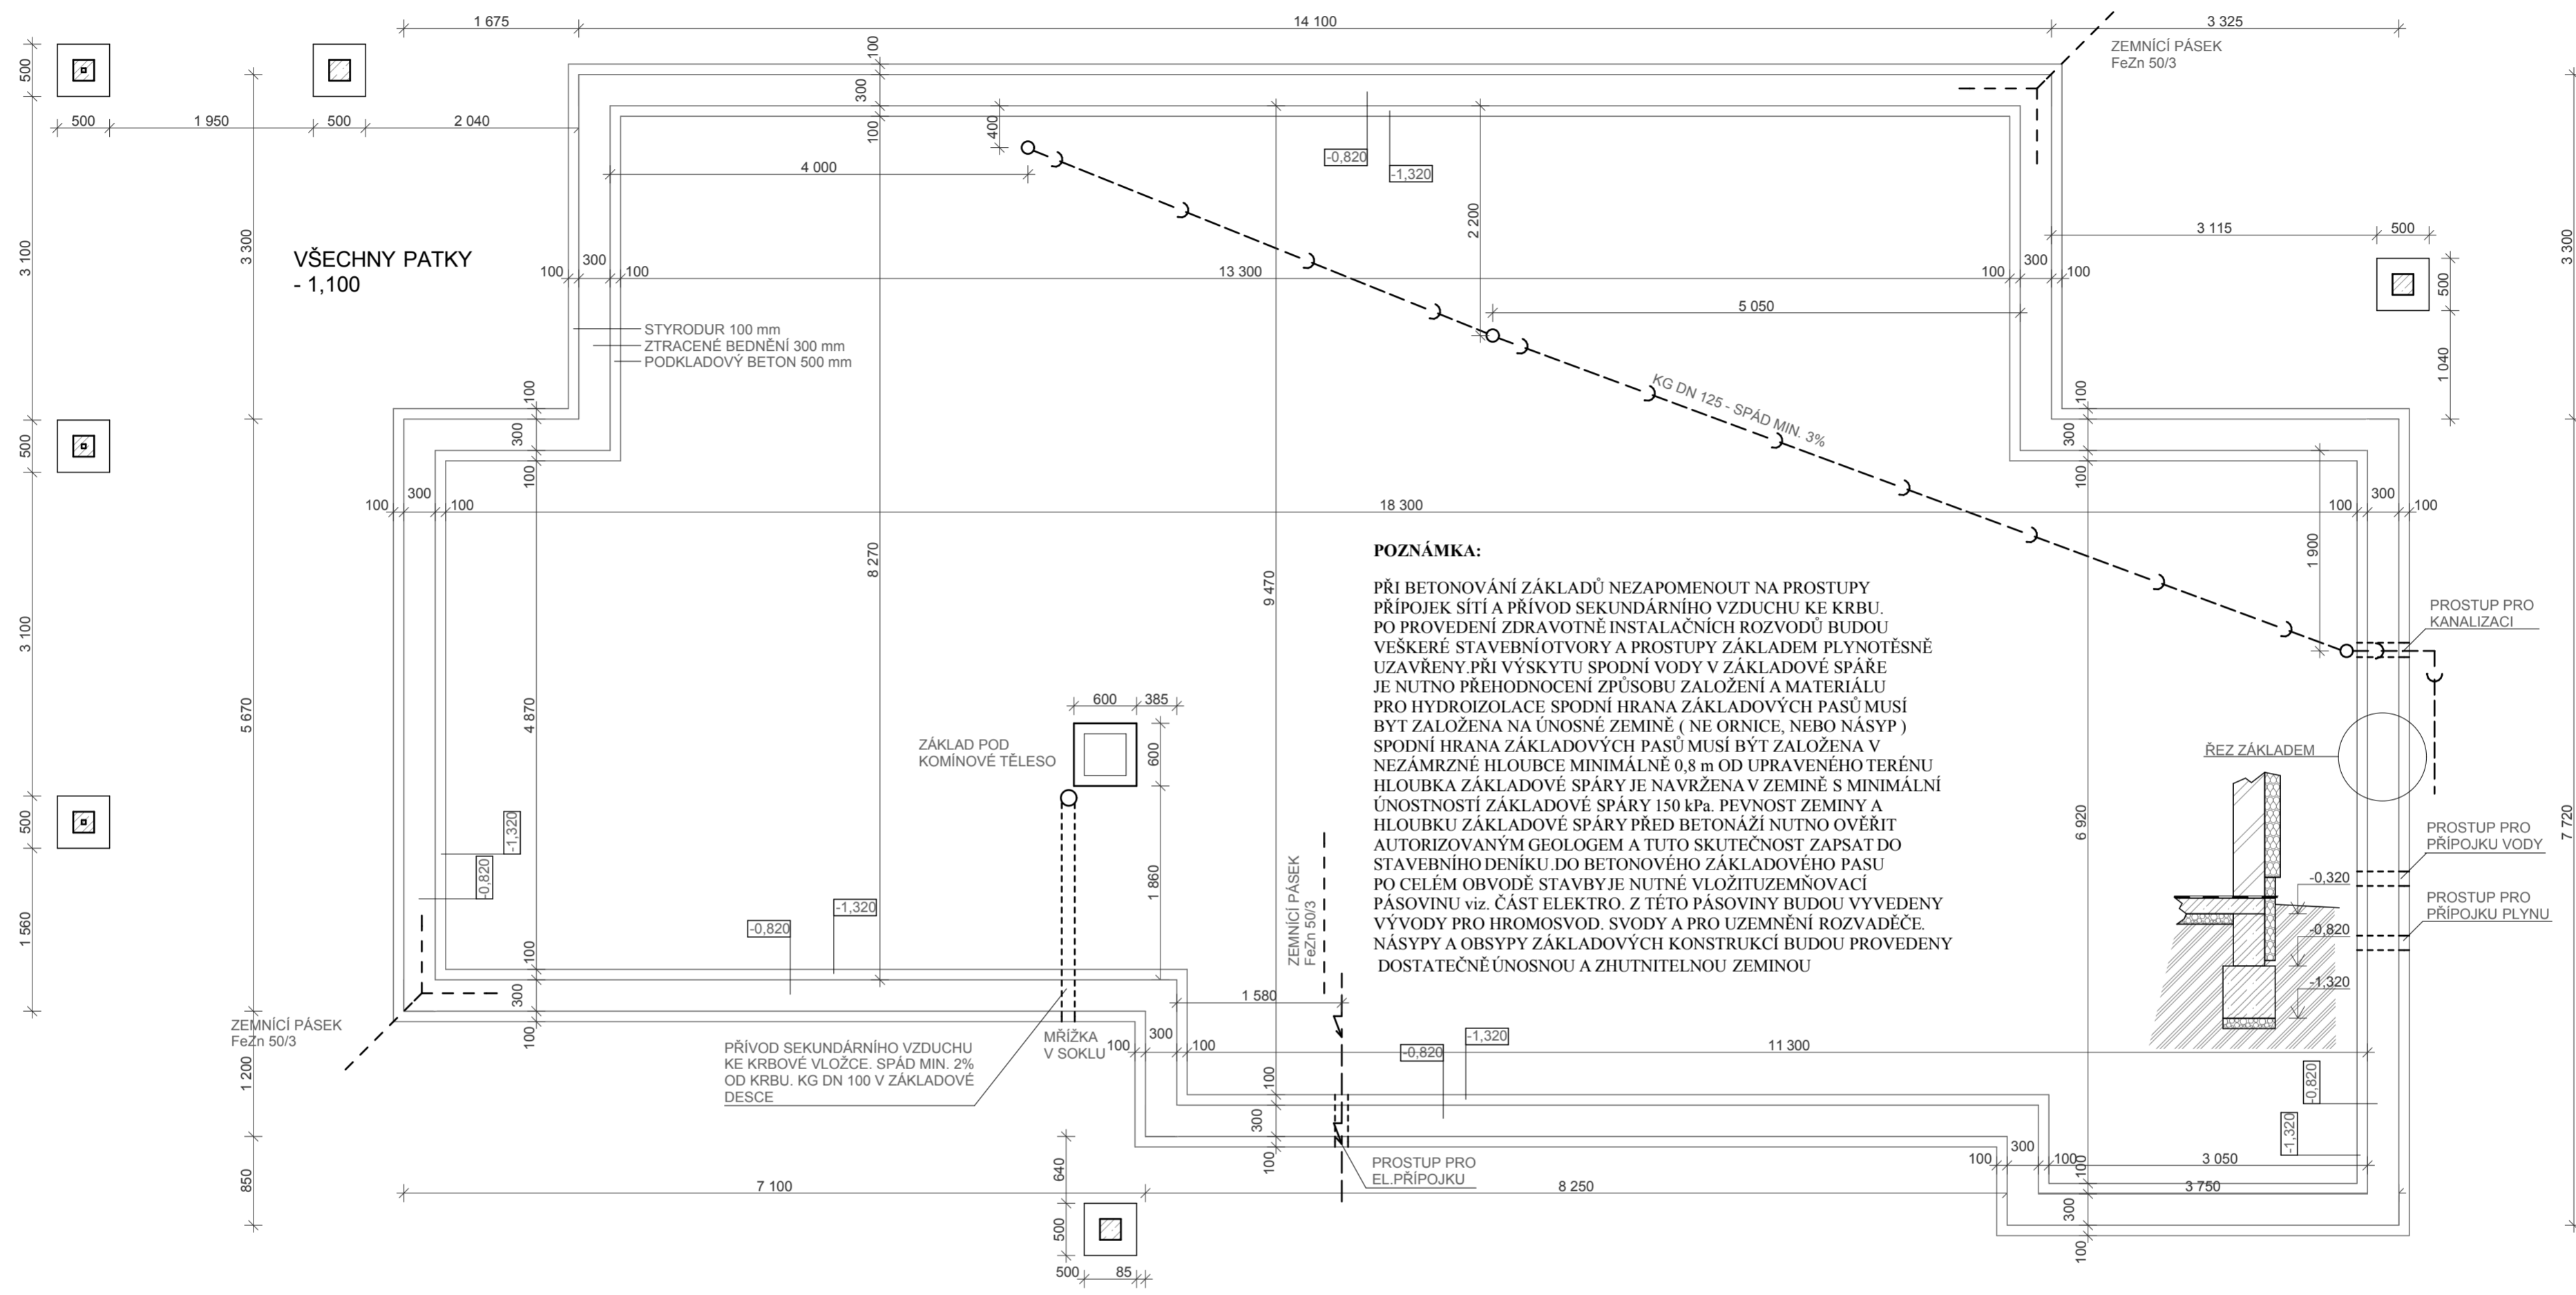 1 675
14 100
3 325
ZEMNÍCÍ PÁSEK
FeZn 50/3
500
100
300
100
500
1 950
500
2 040
400
4 000
-0,820
-1,320
2 200
3 100
3 300
VŠECHNY PATKY
- 1,100
100
300
100
13 300
100
300
100
3 115
500
3 300
500
1 040
5 050
STYRODUR 100 mm
ZTRACENÉ BEDNĚNÍ 300 mm
PODKLADOVÝ BETON 500 mm
KG DN 125 - SPÁD MIN. 3%
100
300
100
100
300
100
500
100
300
100
18 300
100
300
100
8 270
9 470
1 900
POZNÁMKA:
PŘI BETONOVÁNÍ ZÁKLADŮ NEZAPOMENOUT NA PROSTUPY
PŘÍPOJEK SÍTÍ A PŘÍVOD SEKUNDÁRNÍHO VZDUCHU KE KRBU.
PO PROVEDENÍ ZDRAVOTNĚ INSTALAČNÍCH ROZVODŮ BUDOU
VEŠKERÉ STAVEBNÍ OTVORY A PROSTUPY ZÁKLADEM PLYNOTĚSNĚ
UZAVŘENY.PŘI VÝSKYTU SPODNÍ VODY V ZÁKLADOVÉ SPÁŘE
JE NUTNO PŘEHODNOCENÍ ZPŮSOBU ZALOŽENÍ A MATERIÁLU
PRO HYDROIZOLACE SPODNÍ HRANA ZÁKLADOVÝCH PASŮ MUSÍ
BYT ZALOŽENA NA ÚNOSNÉ ZEMINĚ ( NE ORNICE, NEBO NÁSYP )
SPODNÍ HRANA ZÁKLADOVÝCH PASŮ MUSÍ BÝT ZALOŽENA V
NEZÁMRZNÉ HLOUBCE MINIMÁLNĚ 0,8 m OD UPRAVENÉHO TERÉNU
HLOUBKA ZÁKLADOVÉ SPÁRY JE NAVRŽENA V ZEMINĚ S MINIMÁLNÍ
ÚNOSTNOSTÍ ZÁKLADOVÉ SPÁRY 150 kPa. PEVNOST ZEMINY A
HLOUBKU ZÁKLADOVÉ SPÁRY PŘED BETONÁŽÍ NUTNO OVĚŘIT
AUTORIZOVANÝM GEOLOGEM A TUTO SKUTEČNOST ZAPSAT DO
STAVEBNÍHO DENÍKU.DO BETONOVÉHO ZÁKLADOVÉHO PASU
PO CELÉM OBVODĚ STAVBY JE NUTNÉ VLOŽITUZEMŇOVACÍ
PÁSOVINU viz. ČÁST ELEKTRO. Z TÉTO PÁSOVINY BUDOU VYVEDENY
VÝVODY PRO HROMOSVOD. SVODY A PRO UZEMNĚNÍ ROZVADĚČE.
NÁSYPY A OBSYPY ZÁKLADOVÝCH KONSTRUKCÍ BUDOU PROVEDENY
DOSTATEČNĚ ÚNOSNOU A ZHUTNITELNOU ZEMINOU
PROSTUP PRO
KANALIZACI
3 100
5 670
4 870
600
385
600
ZÁKLAD POD
KOMÍNOVÉ TĚLESO
ŘEZ ZÁKLADEM
6 920
7 720
PROSTUP PRO
PŘÍPOJKU VODY
PROSTUP PRO
PŘÍPOJKU PLYNU
-0,320
-0,820
-1,320
500
-1,320
-0,820
-1,320
-0,820
1 860
ZEMNÍCÍ PÁSEK
FeZn 50/3
1 560
100
300
100
1 580
ZEMNÍCÍ PÁSEK
FeZn 50/3
1 200
PŘÍVOD SEKUNDÁRNÍHO VZDUCHU
KE KRBOVÉ VLOŽCE. SPÁD MIN. 2%
OD KRBU. KG DN 100 V ZÁKLADOVÉ
DESCE
MŘÍŽKA
V SOKLU
100
300
100
-0,820
-1,320
11 300
-0,820
-1,320
100
300
100
PROSTUP PRO
EL.PŘÍPOJKU
100
300
100
3 050
850
7 100
640
8 250
3 750
100
300
100
500
500
85